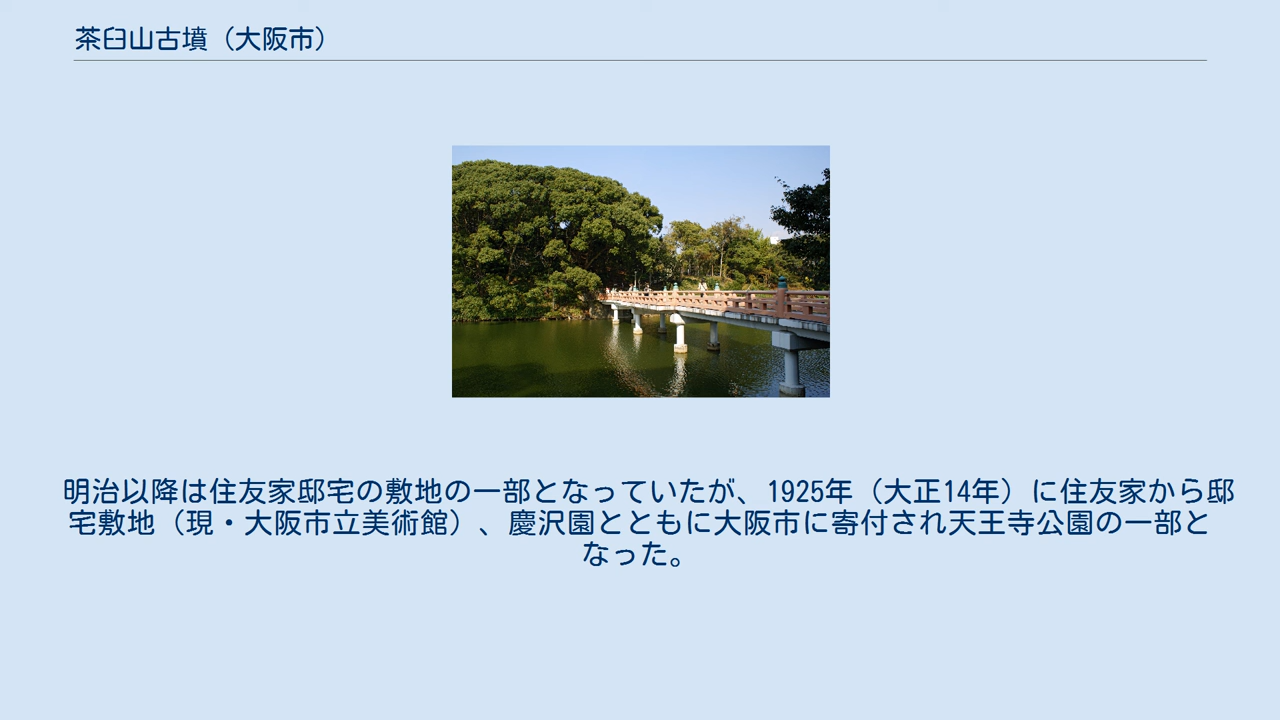 茶臼山古墳（大阪市）
明治以降は住友家邸宅の敷地の一部となっていたが、1925年（大正14年）に住友家から邸
宅敷地（現・大阪市立美術館）、慶沢園とともに大阪市に寄付され天王寺公園の一部と
なった。